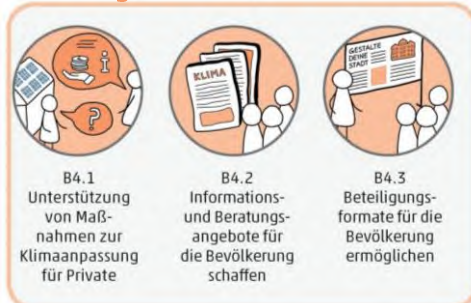 i
?
KLIMA
GESTALTE
DEINE
STADT
B4.1
Unterstützung
von Maß-
nahmen zur
Klimaanpassung
für Private
B4.2
Informations-
und Beratungs-
angebote für
die Bevölkerung
schaffen
B4.3
Beteiligungs-
formate für die
Bevölkerung
ermöglichen